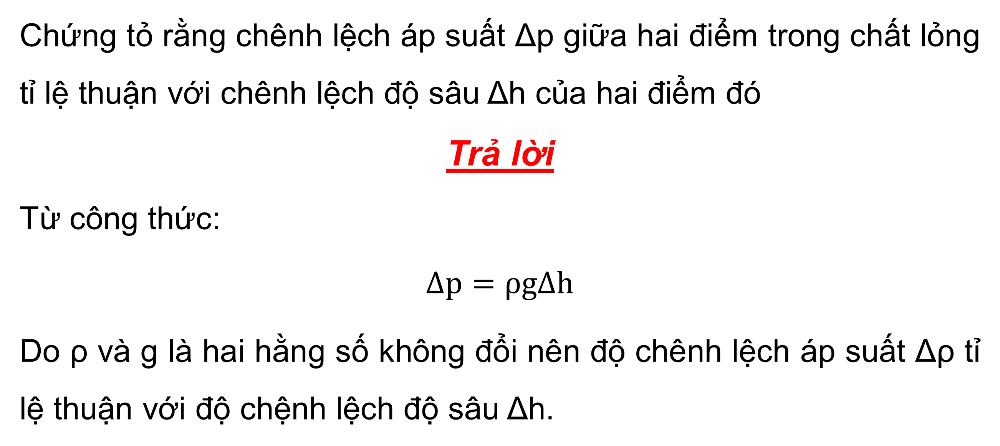 Chứng tỏ rằng chênh lệch áp suất Δp giữa hai điểm trong chất lỏng
tỉ lệ thuận với chênh lệch độ sâu Δh của hai điểm đó
Trả lời
Từ công thức:
Δp = ρgΔh
Do ρ và g là hai hằng số không đổi nên độ chênh lệch áp suất Δρ tỉ
lệ thuận với độ chệnh lệch độ sâu Δh.